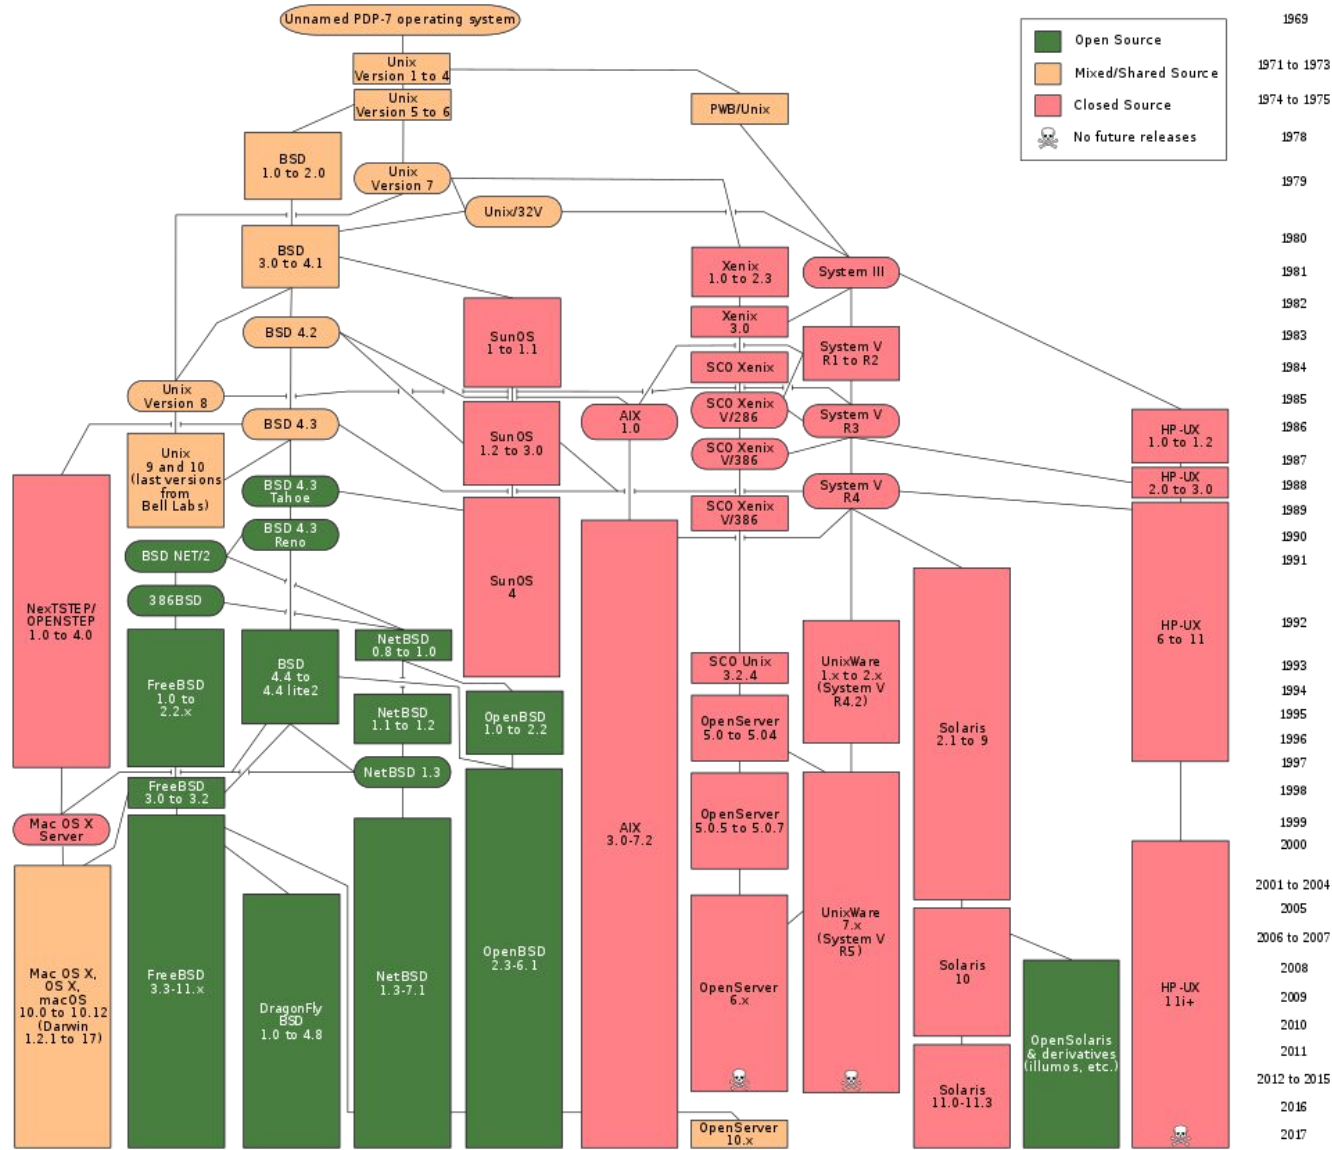 Unnamed PDP-7 operating system
1969
Open Source
Mixed/Shared Source
Closed Source
No future releases
Unix
Version 1 to 4
1971 to 1973
Unix
Version 5 to 6
PWB/Unix
1974 to 1975
1978
BSD
1.0 to 2.0
Unix
Version 7
1979
Unix/32V
1980
BSD
3.0 to 4.1
Xenix
1.0 to 2.3
System III
1981
1982
SunOS
1 to 1.1
Xenix
3.0
BSD 4.2
System V
R1 to R2
1983
SCO Xenix
1984
Unix
Version 8
1985
SCO Xenix
V/286
AIX
1.0
System V
R3
BSD 4.3
SunOS
1.2 to 3.0
HP-UX
1.0 to 1.2
1986
SCO Xenix
V/386
1987
Unix
9 and 10
(last versions
from
Bell Labs)
BSD 4.3
Tahoe
System V
R4
HP-UX
2.0 to 3.0
1988
SCO Xenix
V/386
1989
BSD 4.3
Reno
1990
BSD NET/2
1991
SunOS
4
386BSD
NexTSTEP/
OPENSTEP
1.0 to 4.0
1992
HP-UX
6 to 11
NetBSD
0.8 to 1.0
BSD
4.4 to
4.4 lite2
SCO Unix
3.2.4
UnixWare
1.x to 2.x
(System V
R4.2)
1993
FreeBSD
1.0 to
2.2.x
1994
NetBSD
1.1 to 1.2
OpenBSD
1.0 to 2.2
OpenServer
5.0 to 5.04
Solaris
2.1 to 9
1995
1996
1997
NetBSD 1.3
FreeBSD
3.0 to 3.2
1998
OpenServer
5.0.5 to 5.0.7
Mac OS X
Server
AIX
3.0-7.2
1999
2000
2001 to 2004
2005
UnixWare
7.x
(System V
R5)
2006 to 2007
OpenBSD
2.3-6.1
Solaris
10
2008
Mac OS X,
OS X,
macOS
10.0 to 10.12
(Darwin
1.2.1 to 17)
FreeBSD
3.3-11.x
NetBSD
1.3-7.1
OpenServer
6.x
HP-UX
11i+
2009
DragonFly
BSD
1.0 to 4.8
2010
OpenSolaris
& derivatives
(illumos, etc.)
2011
2012 to 2015
Solaris
11.0-11.3
2016
OpenServer
10.x
2017